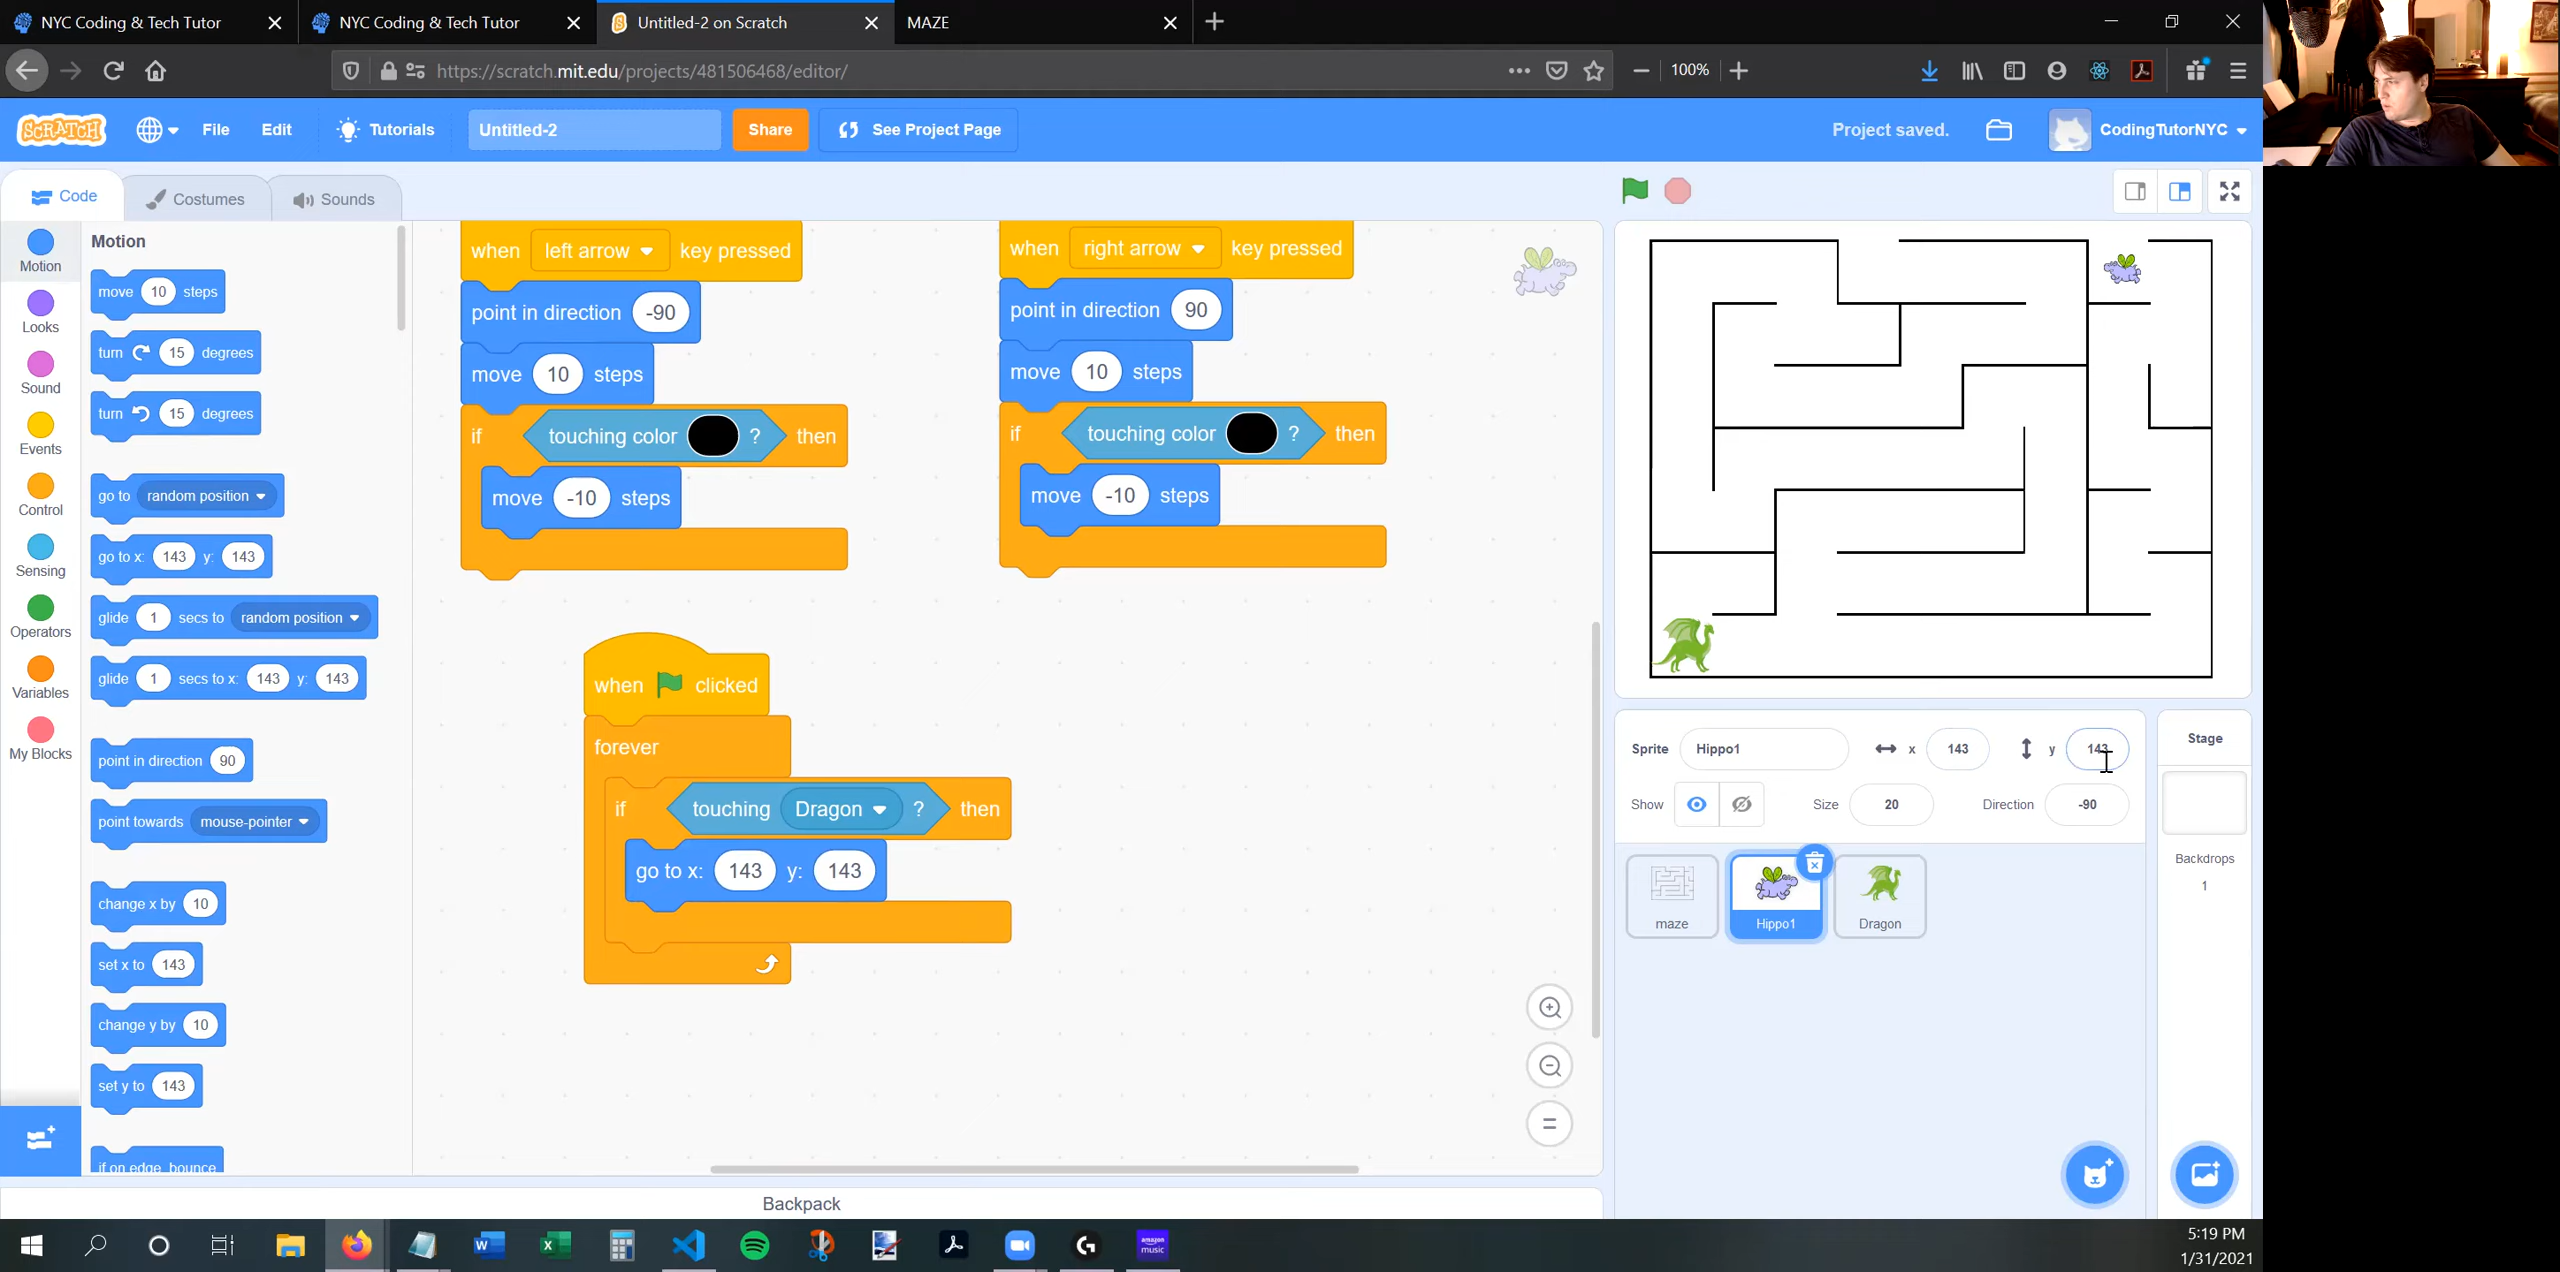 NYC Coding & Tech Tutor
NYC Coding & Tech Tutor
Untitled-2 on Scratch
MAZE
https://scratch.mit.edu/projects/481506468/editor/
100%
SCRATCH
File
Edit
Tutorials
Untitled-2
Share
See Project Page
Project saved.
CodingTutorNYC
Code
Costumes
Sounds
Motion
Looks
Sound
Events
Control
Sensing
Operators
Variables
My Blocks
Motion
move 10 steps
turn 15 degrees
turn 15 degrees
go to random position
go to x: 143 y: 143
glide 1 secs to random position
glide 1 secs to x: 143 y: 143
point in direction 90
point towards mouse-pointer
change x by 10
set x to 143
change y by 10
set y to 143
if on edge, bounce
when left arrow key pressed
point in direction -90
move 10 steps
if touching color ? then
move -10 steps
when right arrow key pressed
point in direction 90
move 10 steps
if touching color ? then
move -10 steps
when clicked
forever
if touching Dragon ? then
go to x: 143 y: 143
Backpack
Sprite Hippo1 x 143 y 143
Show Size 20 Direction -90
maze
Hippo1
Dragon
Stage
Backdrops
1
amazon
music
5:19 PM
1/31/2021